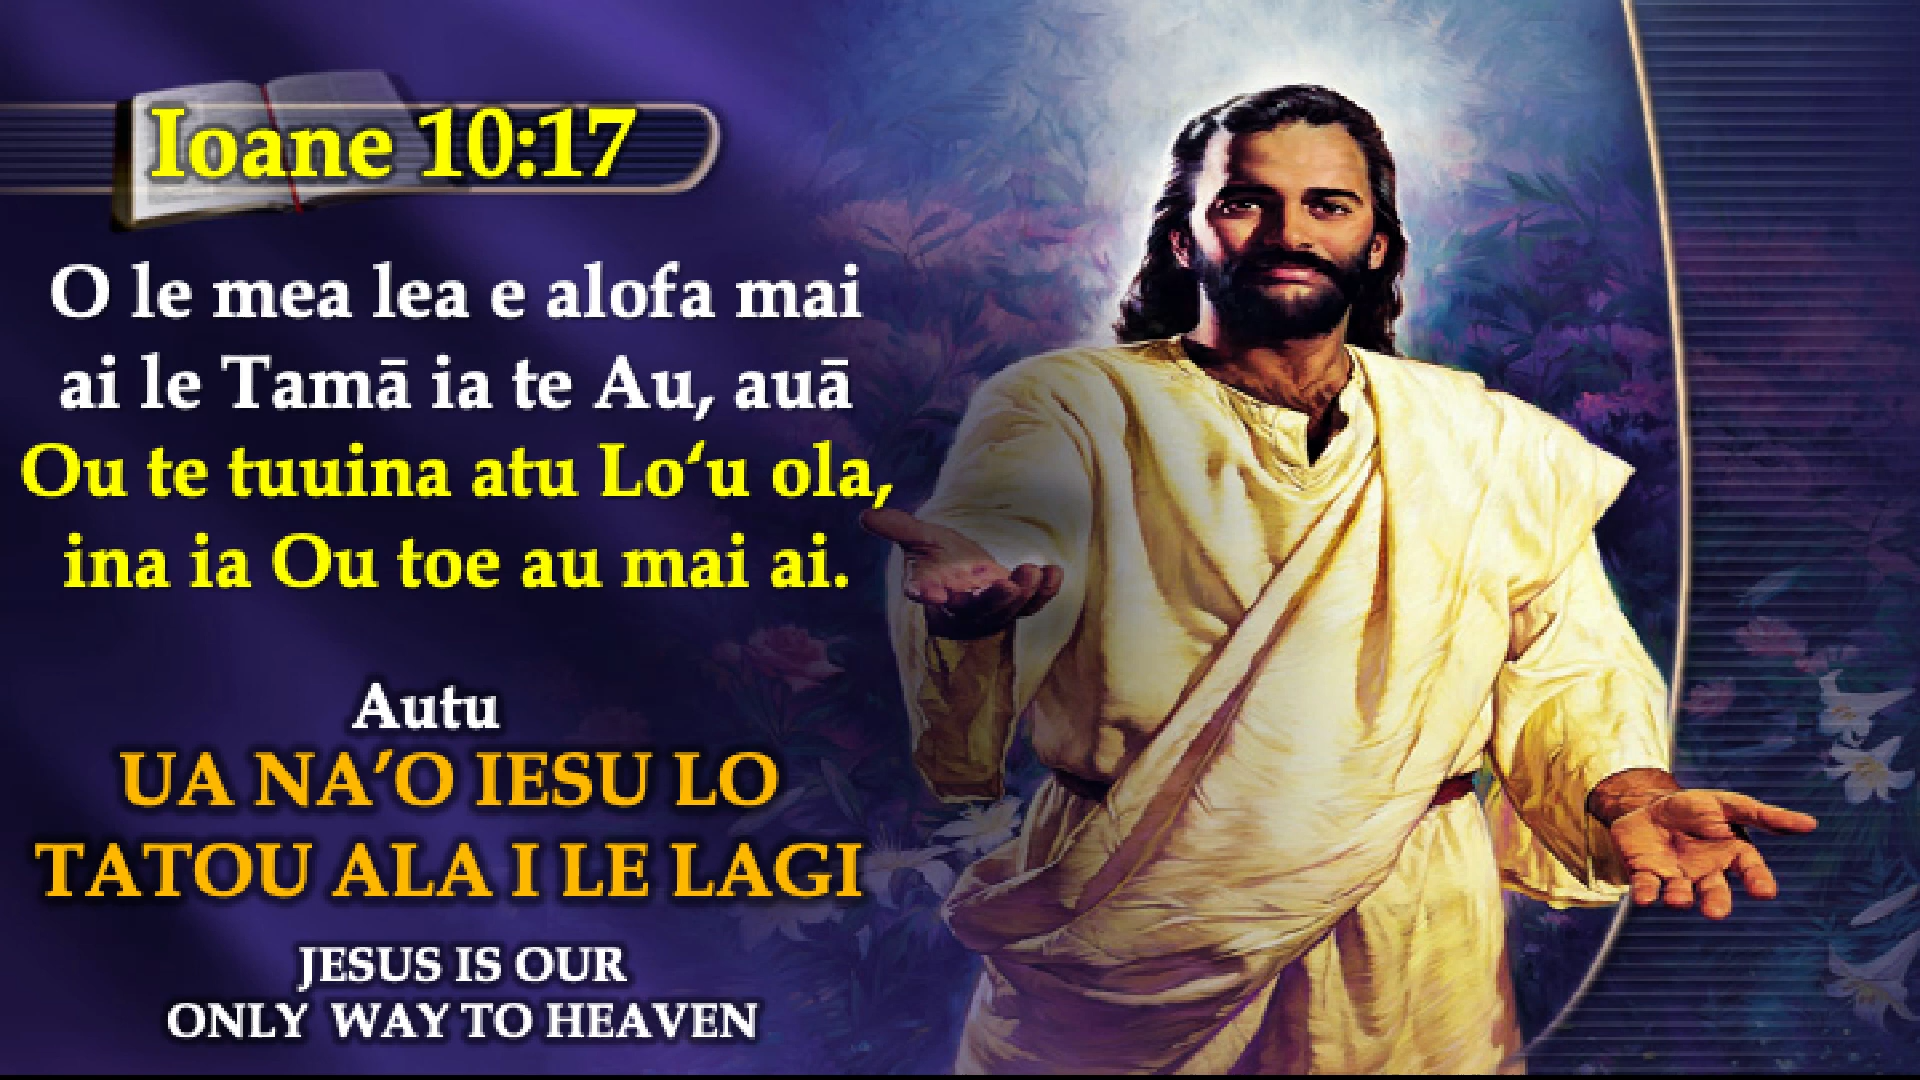 Ioane 10:17
O le mea lea e alofa mai
ai le Tamā ia te Au, auā
Ou te tuuina atu Lo‘u ola,
ina ia Ou toe au mai ai.
Autu
UA NA’O IESU LO
TATOU ALA I LE LAGI
JESUS IS OUR
ONLY WAY TO HEAVEN